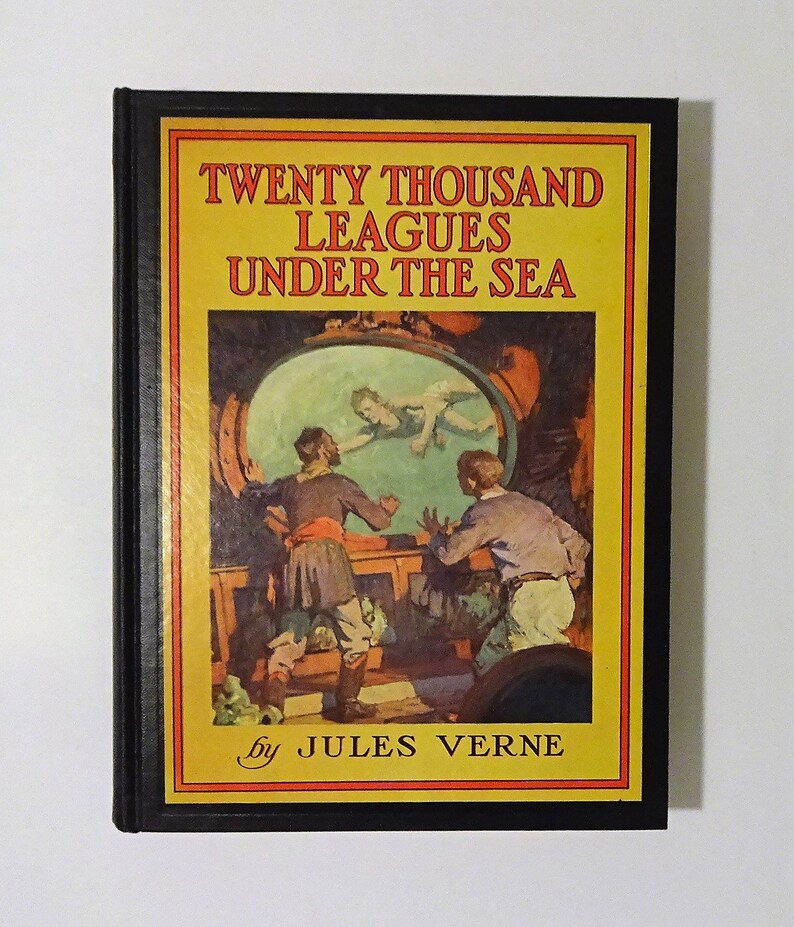 TWENTY THOUSAND
LEAGUES
UNDER THE SEA
by JULES VERNE